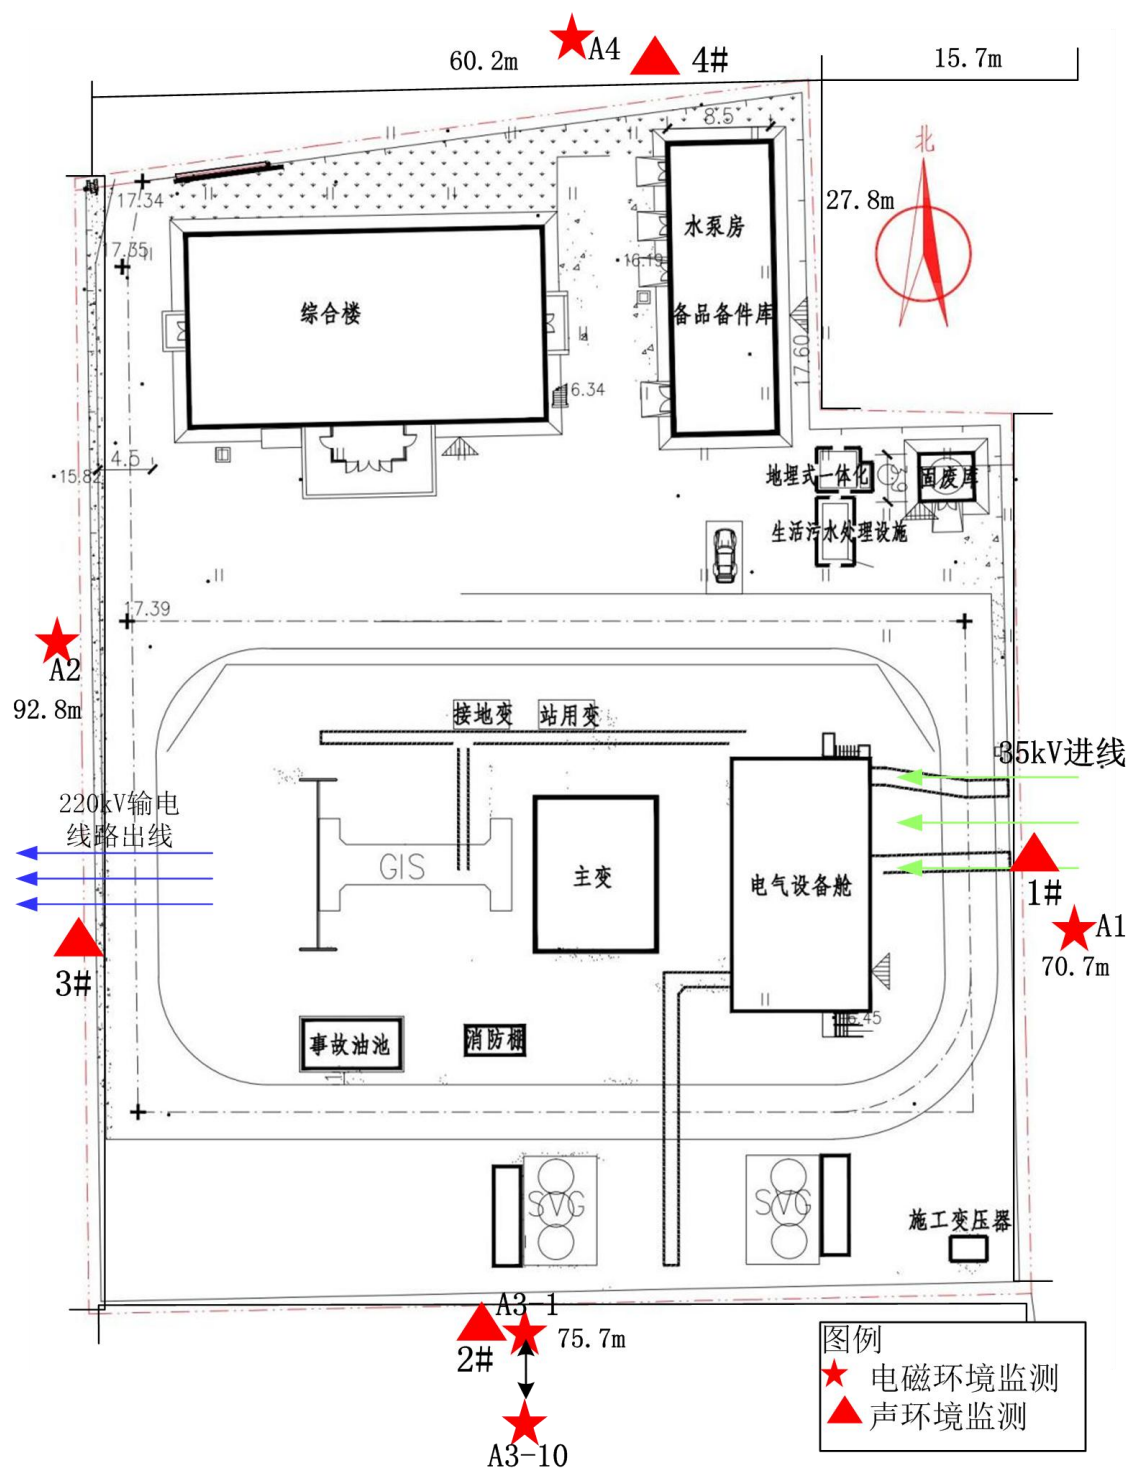 A4
60.2m
4#
15.7m
8.5
北
17.34
27.8m
水泵房
17.35
16.19
综合楼
备品备件库
17.60
16.34
4.5
15.82
地埋式一体化
3.9
固废库
生活污水处理设施
17.39
A2
92.8m
接地变
站用变
35kV进线
220kV输电
线路出线
GIS
主变
电气设备舱
1#
A1
3#
70.7m
事故油池
消防棚
SVG
SVG
施工变压器
A3-1
75.7m
2#
图例
电磁环境监测
声环境监测
A3-10